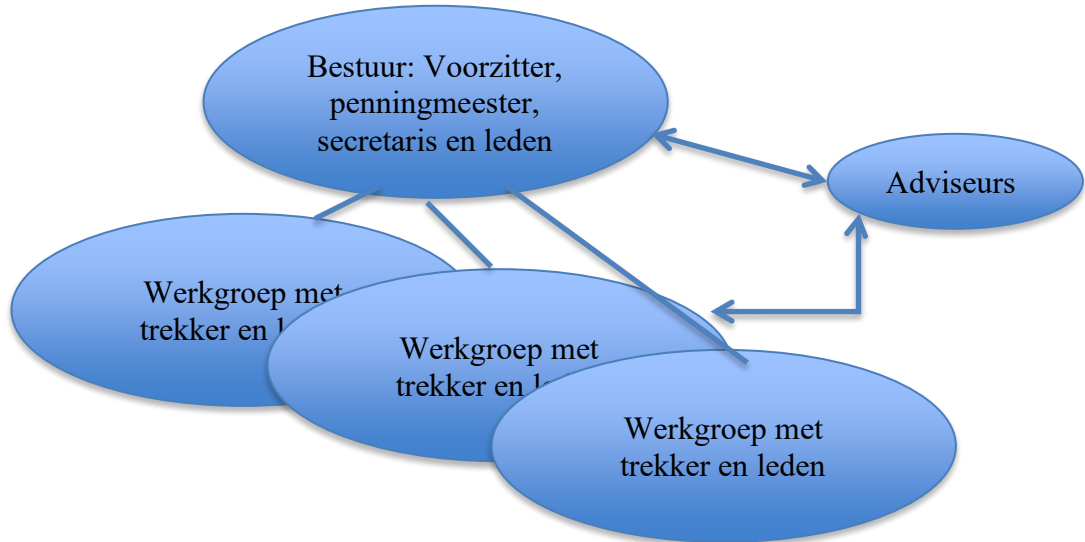 Bestuur: Voorzitter,
penningmeester,
secretaris en leden
Adviseurs
Werkgroep met
trekker en
Werkgroep met
trekker en
Werkgroep met
trekker en leden